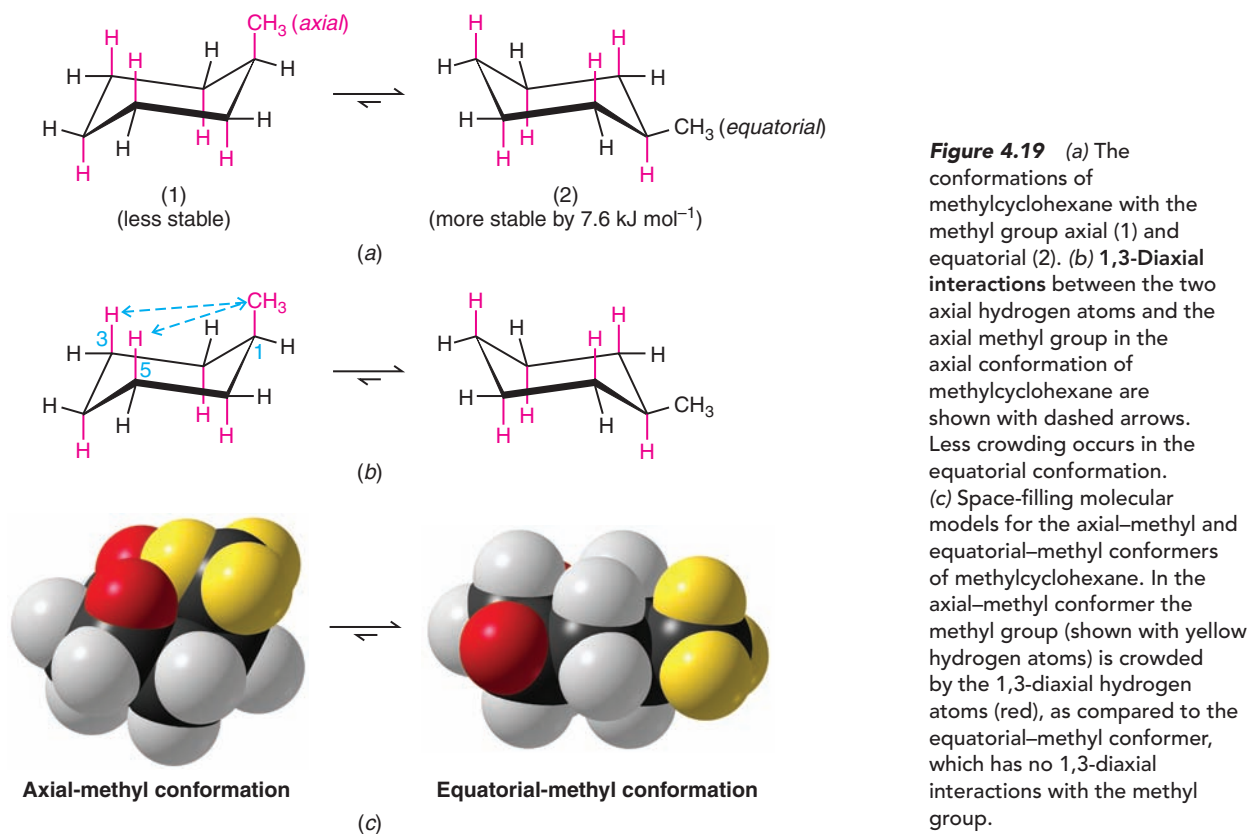 CH₃ (axial)
H
H
H
H
H
H
H
H
H
H
H
(1)
(less stable)
H
H
H
H
H
H
H
H
CH₃ (equatorial)
H
H
H
(2)
(more stable by 7.6 kJ mol⁻¹)
(a)
CH₃
H
H
H
3
H
1
H
5
H
H
H
H
H
H
H
H
H
H
H
H
H
H
CH₃
H
H
H
H
(b)
Axial-methyl conformation
Equatorial-methyl conformation
(c)
Figure 4.19 (a) The
conformations of
methylcyclohexane with the
methyl group axial (1) and
equatorial (2). (b) 1,3-Diaxial
interactions between the two
axial hydrogen atoms and the
axial methyl group in the
axial conformation of
methylcyclohexane are
shown with dashed arrows.
Less crowding occurs in the
equatorial conformation.
(c) Space-filling molecular
models for the axial–methyl and
equatorial–methyl conformers
of methylcyclohexane. In the
axial–methyl conformer the
methyl group (shown with yellow
hydrogen atoms) is crowded
by the 1,3-diaxial hydrogen
atoms (red), as compared to the
equatorial–methyl conformer,
which has no 1,3-diaxial
interactions with the methyl
group.